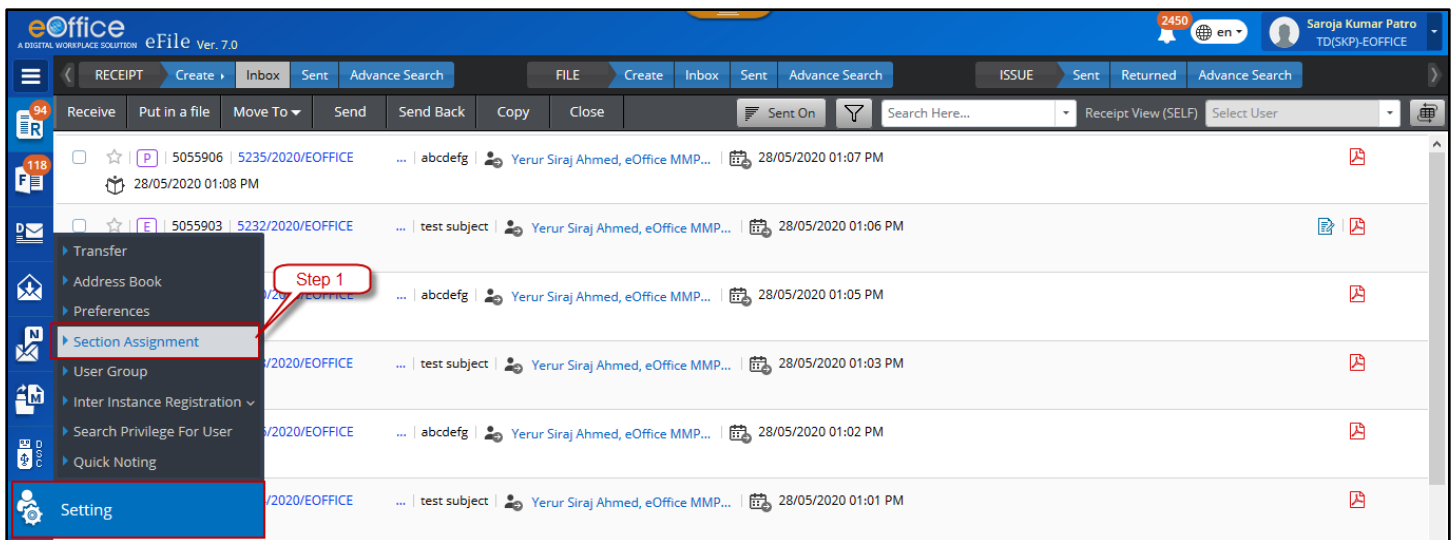 eOffice
A DIGITAL WORKPLACE SOLUTION eFile Ver. 7.0
2450 en Saroja Kumar Patro
TD(SKP)-EOFFICE
RECEIPT Create Inbox Sent Advance Search FILE Create Inbox Sent Advance Search ISSUE Sent Returned Advance Search
Receive Put in a file Move To Send Send Back Copy Close Sent On Search Here... Receipt View (SELF) Select User
94 R
118 F
P 5055906 5235/2020/EOFFICE ... abcdefg Yerur Siraj Ahmed, eOffice MMP... 28/05/2020 01:07 PM
28/05/2020 01:08 PM
D
E 5055903 5232/2020/EOFFICE ... test subject Yerur Siraj Ahmed, eOffice MMP... 28/05/2020 01:06 PM
Transfer
Address Book
Step 1
/EOFFICE ... abcdefg Yerur Siraj Ahmed, eOffice MMP... 28/05/2020 01:05 PM
Preferences
N
Section Assignment
/2020/EOFFICE ... test subject Yerur Siraj Ahmed, eOffice MMP... 28/05/2020 01:03 PM
User Group
M
Inter Instance Registration
Search Privilege For User
/2020/EOFFICE ... abcdefg Yerur Siraj Ahmed, eOffice MMP... 28/05/2020 01:02 PM
DSC
Quick Noting
Setting
/2020/EOFFICE ... test subject Yerur Siraj Ahmed, eOffice MMP... 28/05/2020 01:01 PM